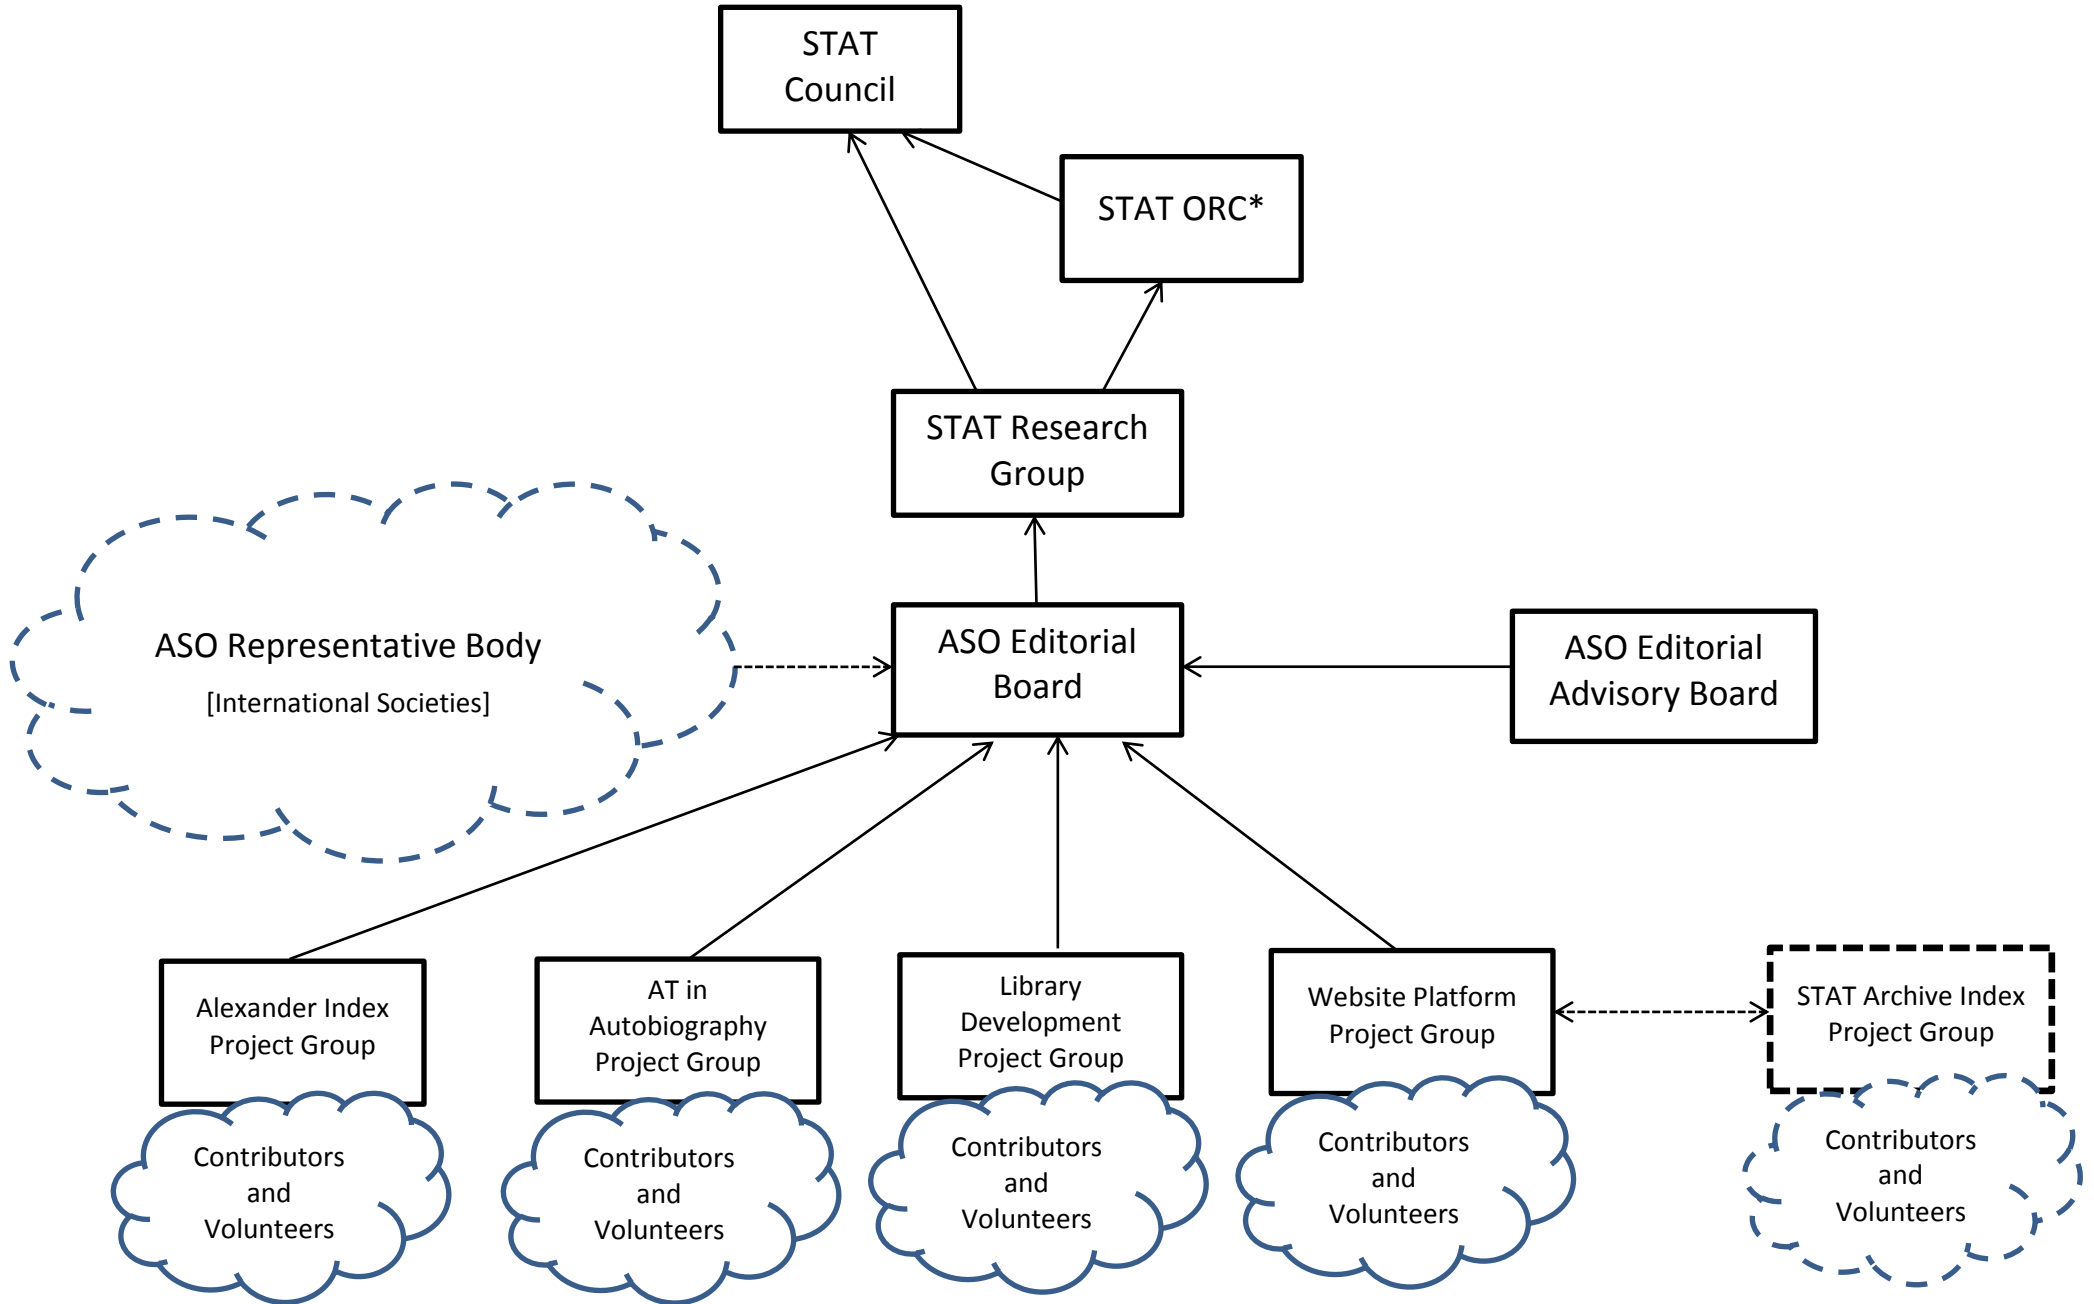 STAT
Council
STAT ORC*
STAT Research
Group
ASO Representative Body
[International Societies]
ASO Editorial
Board
ASO Editorial
Advisory Board
Alexander Index
Project Group
AT in
Autobiography
Project Group
Library
Development
Project Group
Website Platform
Project Group
STAT Archive Index
Project Group
Contributors
and
Volunteers
Contributors
and
Volunteers
Contributors
and
Volunteers
Contributors
and
Volunteers
Contributors
and
Volunteers